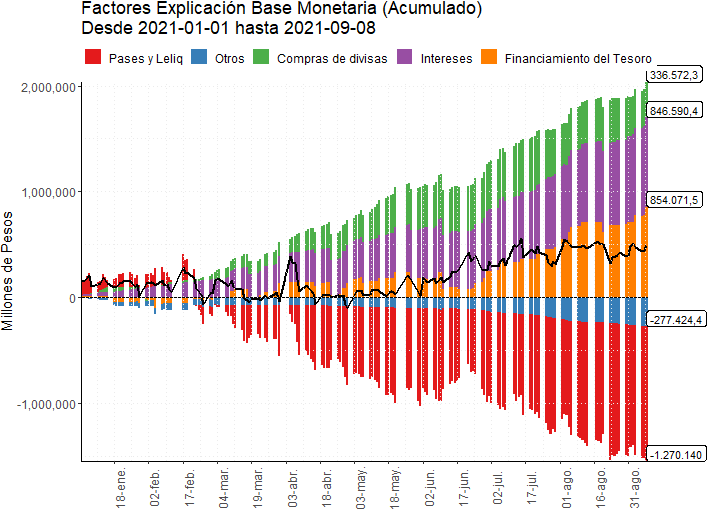 Factores Explicación Base Monetaria (Acumulado)
Desde 2021-01-01 hasta 2021-09-08
Pases y Leliq Otros Compras de divisas Intereses Financiamiento del Tesoro
336.572,3
2,000,000
846.590,4
1,000,000
854.071,5
Millones de Pesos
0
-277.424,4
-1,000,000
-1.270.140
18-ene.
02-feb.
17-feb.
04-mar.
19-mar.
03-abr.
18-abr.
03-may.
18-may.
02-jun.
17-jun.
02-jul.
17-jul.
01-ago.
16-ago.
31-ago.